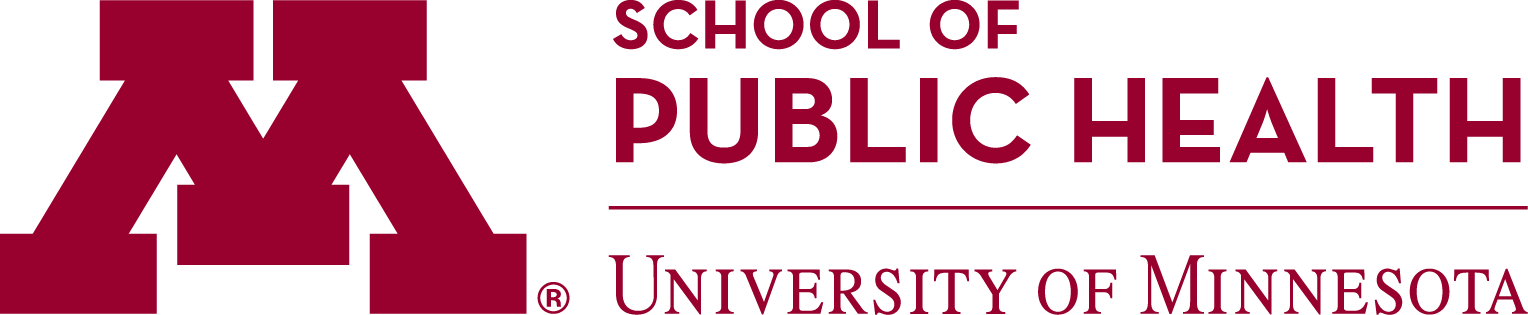 M®
SCHOOL OF
PUBLIC HEALTH
UNIVERSITY OF MINNESOTA